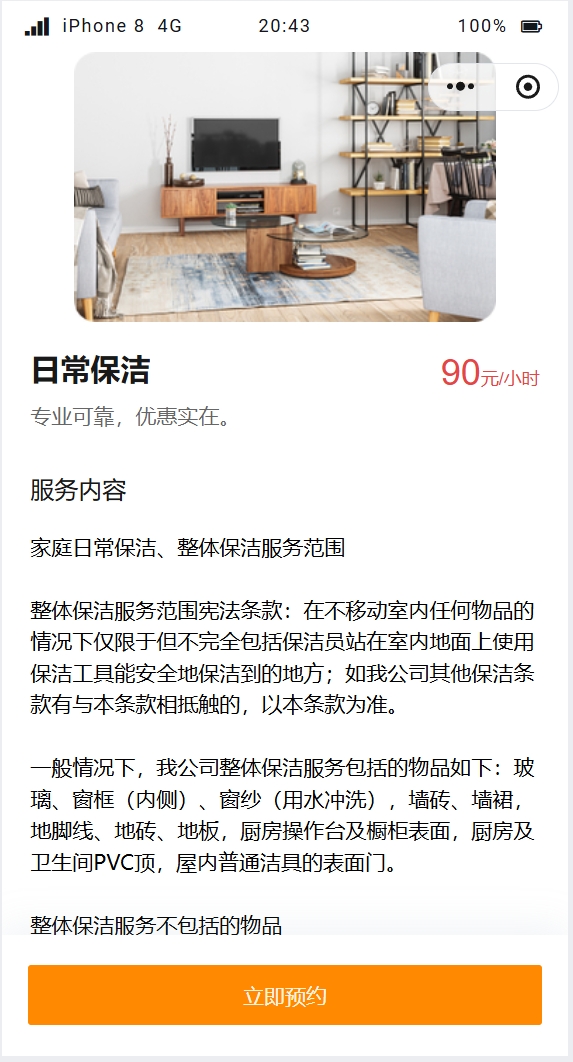 iPhone 8 4G 20:43 100%
日常保洁
90元/小时
专业可靠，优惠实在。
服务内容
家庭日常保洁、整体保洁服务范围
整体保洁服务范围宪法条款：在不移动室内任何物品的
情况下仅限于但不完全包括保洁员站在室内地面上使用
保洁工具能安全地保洁到的地方；如我公司其他保洁条
款有与本条款相抵触的，以本条款为准。
一般情况下，我公司整体保洁服务包括的物品如下：玻
璃、窗框（内侧）、窗纱（用水冲洗），墙砖、墙裙，
地脚线、地砖、地板，厨房操作台及橱柜表面，厨房及
卫生间PVC顶，屋内普通洁具的表面门。
整体保洁服务不包括的物品
立即预约